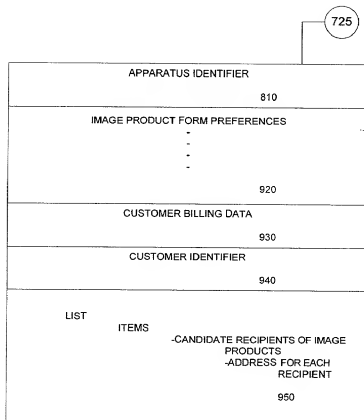 725
APPARATUS IDENTIFIER
810
IMAGE PRODUCT FORM PREFERENCES
-
-
-
-
920
CUSTOMER BILLING DATA
930
CUSTOMER IDENTIFIER
940
LIST
ITEMS
-CANDIDATE RECIPIENTS OF IMAGE
PRODUCTS
-ADDRESS FOR EACH
RECIPIENT
950